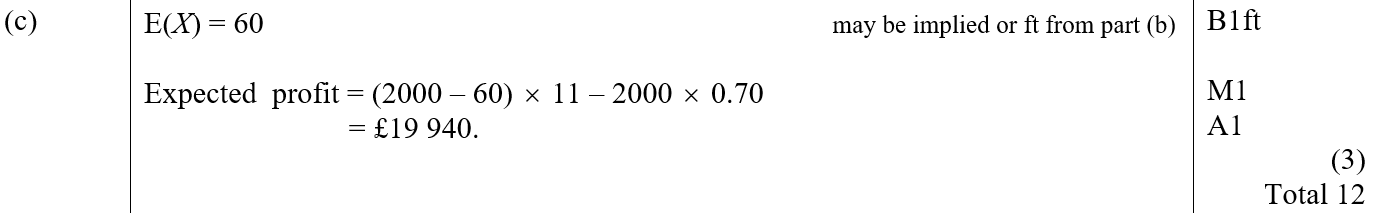 (c) E(X) = 60 may be implied or ft from part (b) B1ft
Expected profit = (2000 – 60) × 11 – 2000 × 0.70 M1
= £19 940. A1
(3)
Total 12